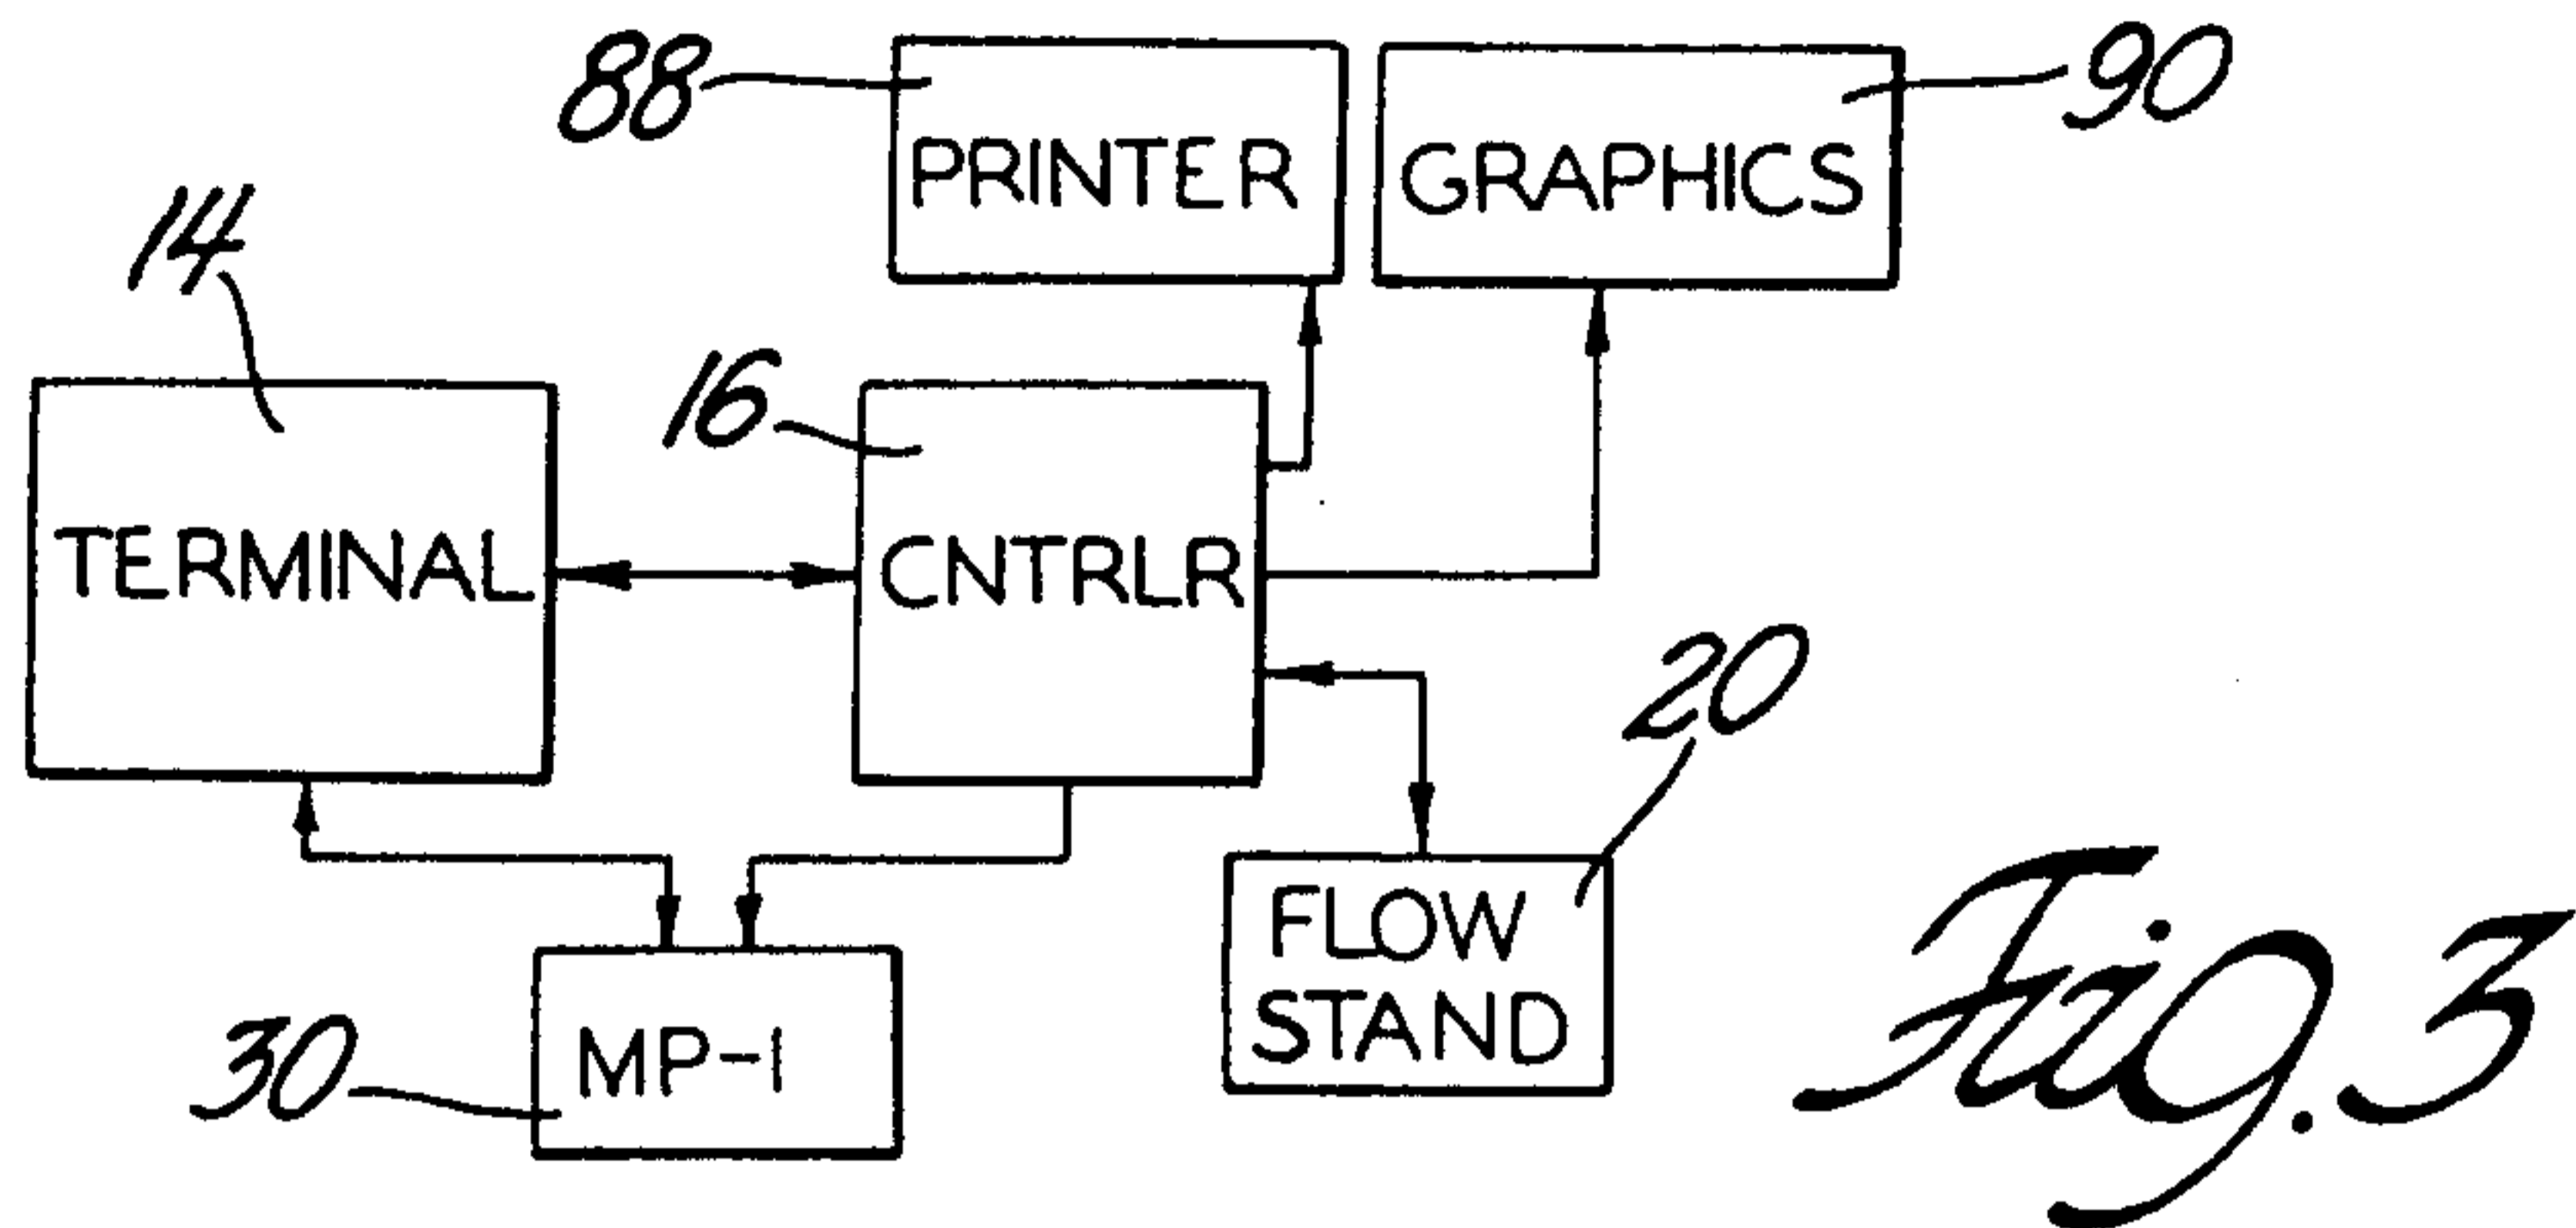 88
PRINTER
GRAPHICS
90
14
16
TERMINAL
CNTRLR
20
FLOW
STAND
30
MP-1
Fig. 3